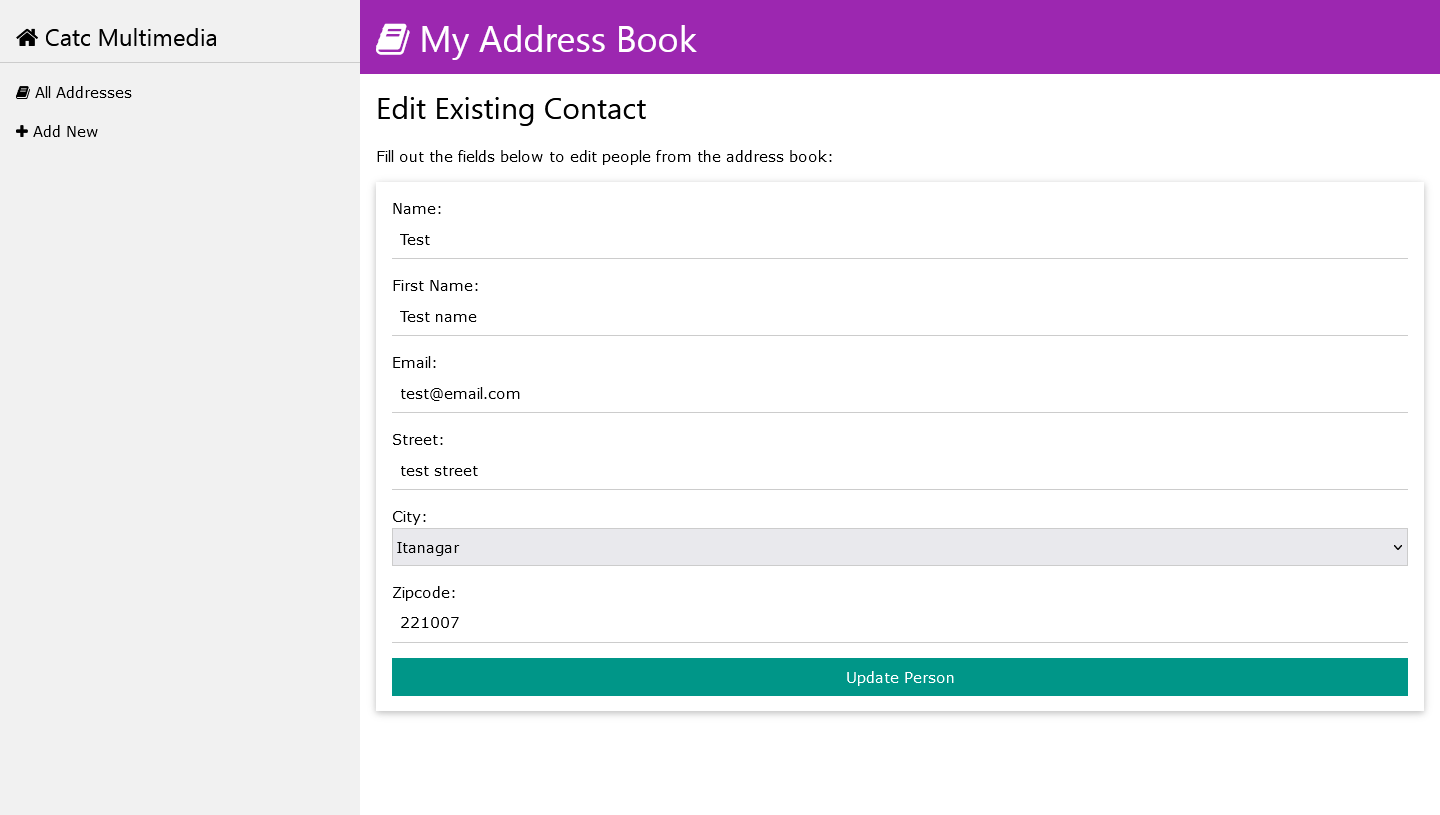 Catc Multimedia
All Addresses
Add New
My Address Book
Edit Existing Contact
Fill out the fields below to edit people from the address book:
Name:
Test
First Name:
Test name
Email:
test@email.com
Street:
test street
City:
Itanagar
Zipcode:
221007
Update Person